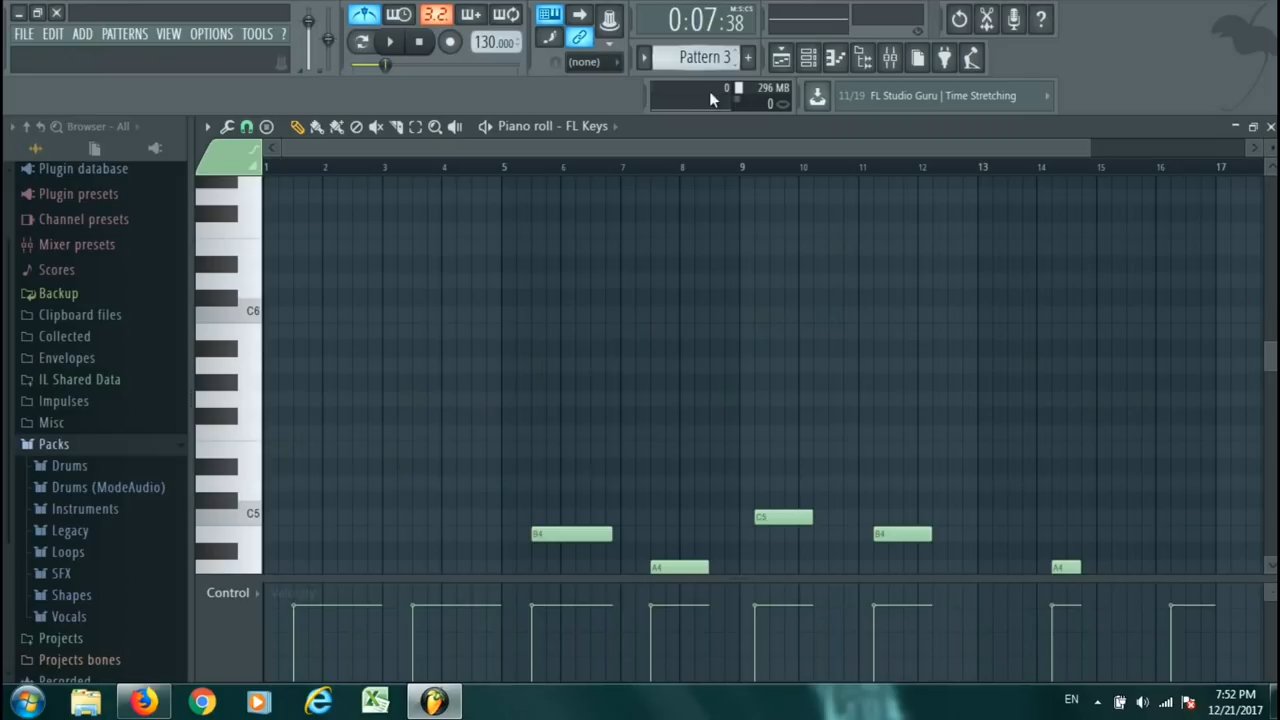 3.2.
130.000
0:07:38
M:S:CS
FILE EDIT ADD PATTERNS VIEW OPTIONS TOOLS ?
(none)
Pattern 3
0 296 MB
0
11/19 FL Studio Guru | Time Stretching
Browser - All
Piano roll - FL Keys
1 2 3 4 5 6 7 8 9 10 11 12 13 14 15 16 17
Plugin database
Plugin presets
Channel presets
Mixer presets
Scores
Backup
Clipboard files
Collected
Envelopes
IL Shared Data
Impulses
Misc
Packs
Drums
Drums (ModeAudio)
Instruments
Legacy
Loops
SFX
Shapes
Vocals
Projects
Projects bones
Recorded
C6
C5
C5
B4
B4
A4
A4
Control
Velocity
EN
7:52 PM
12/21/2017